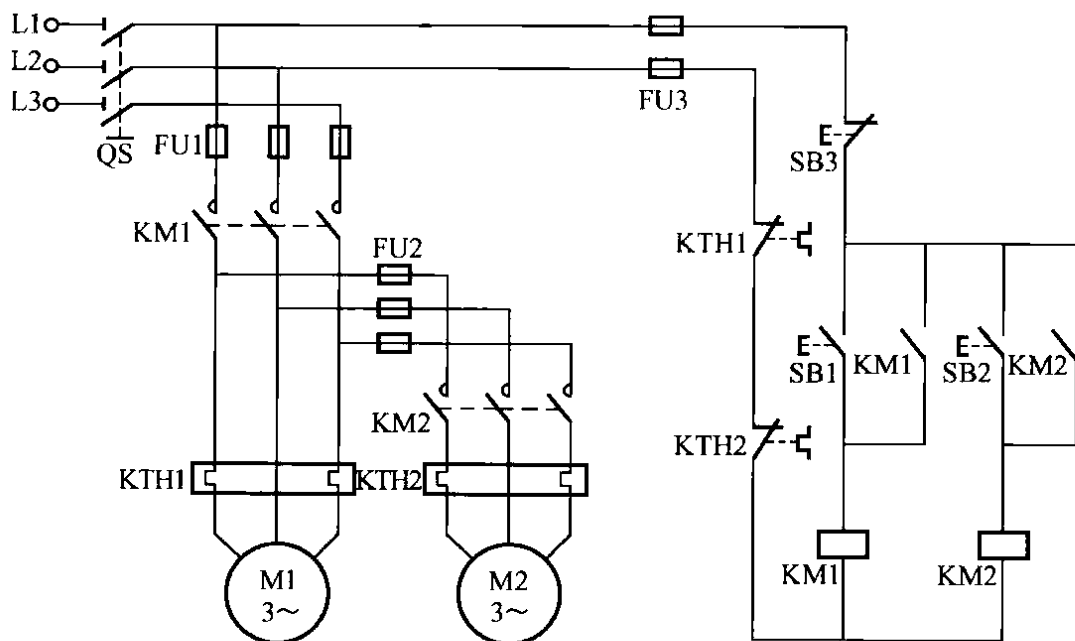 L1
L2
L3
QS
FU1
FU3
SB3
KM1
FU2
KTH1
SB1
KM1
SB2
KM2
KM2
KTH2
KTH1
KTH2
M1
3～
M2
3～
KM1
KM2